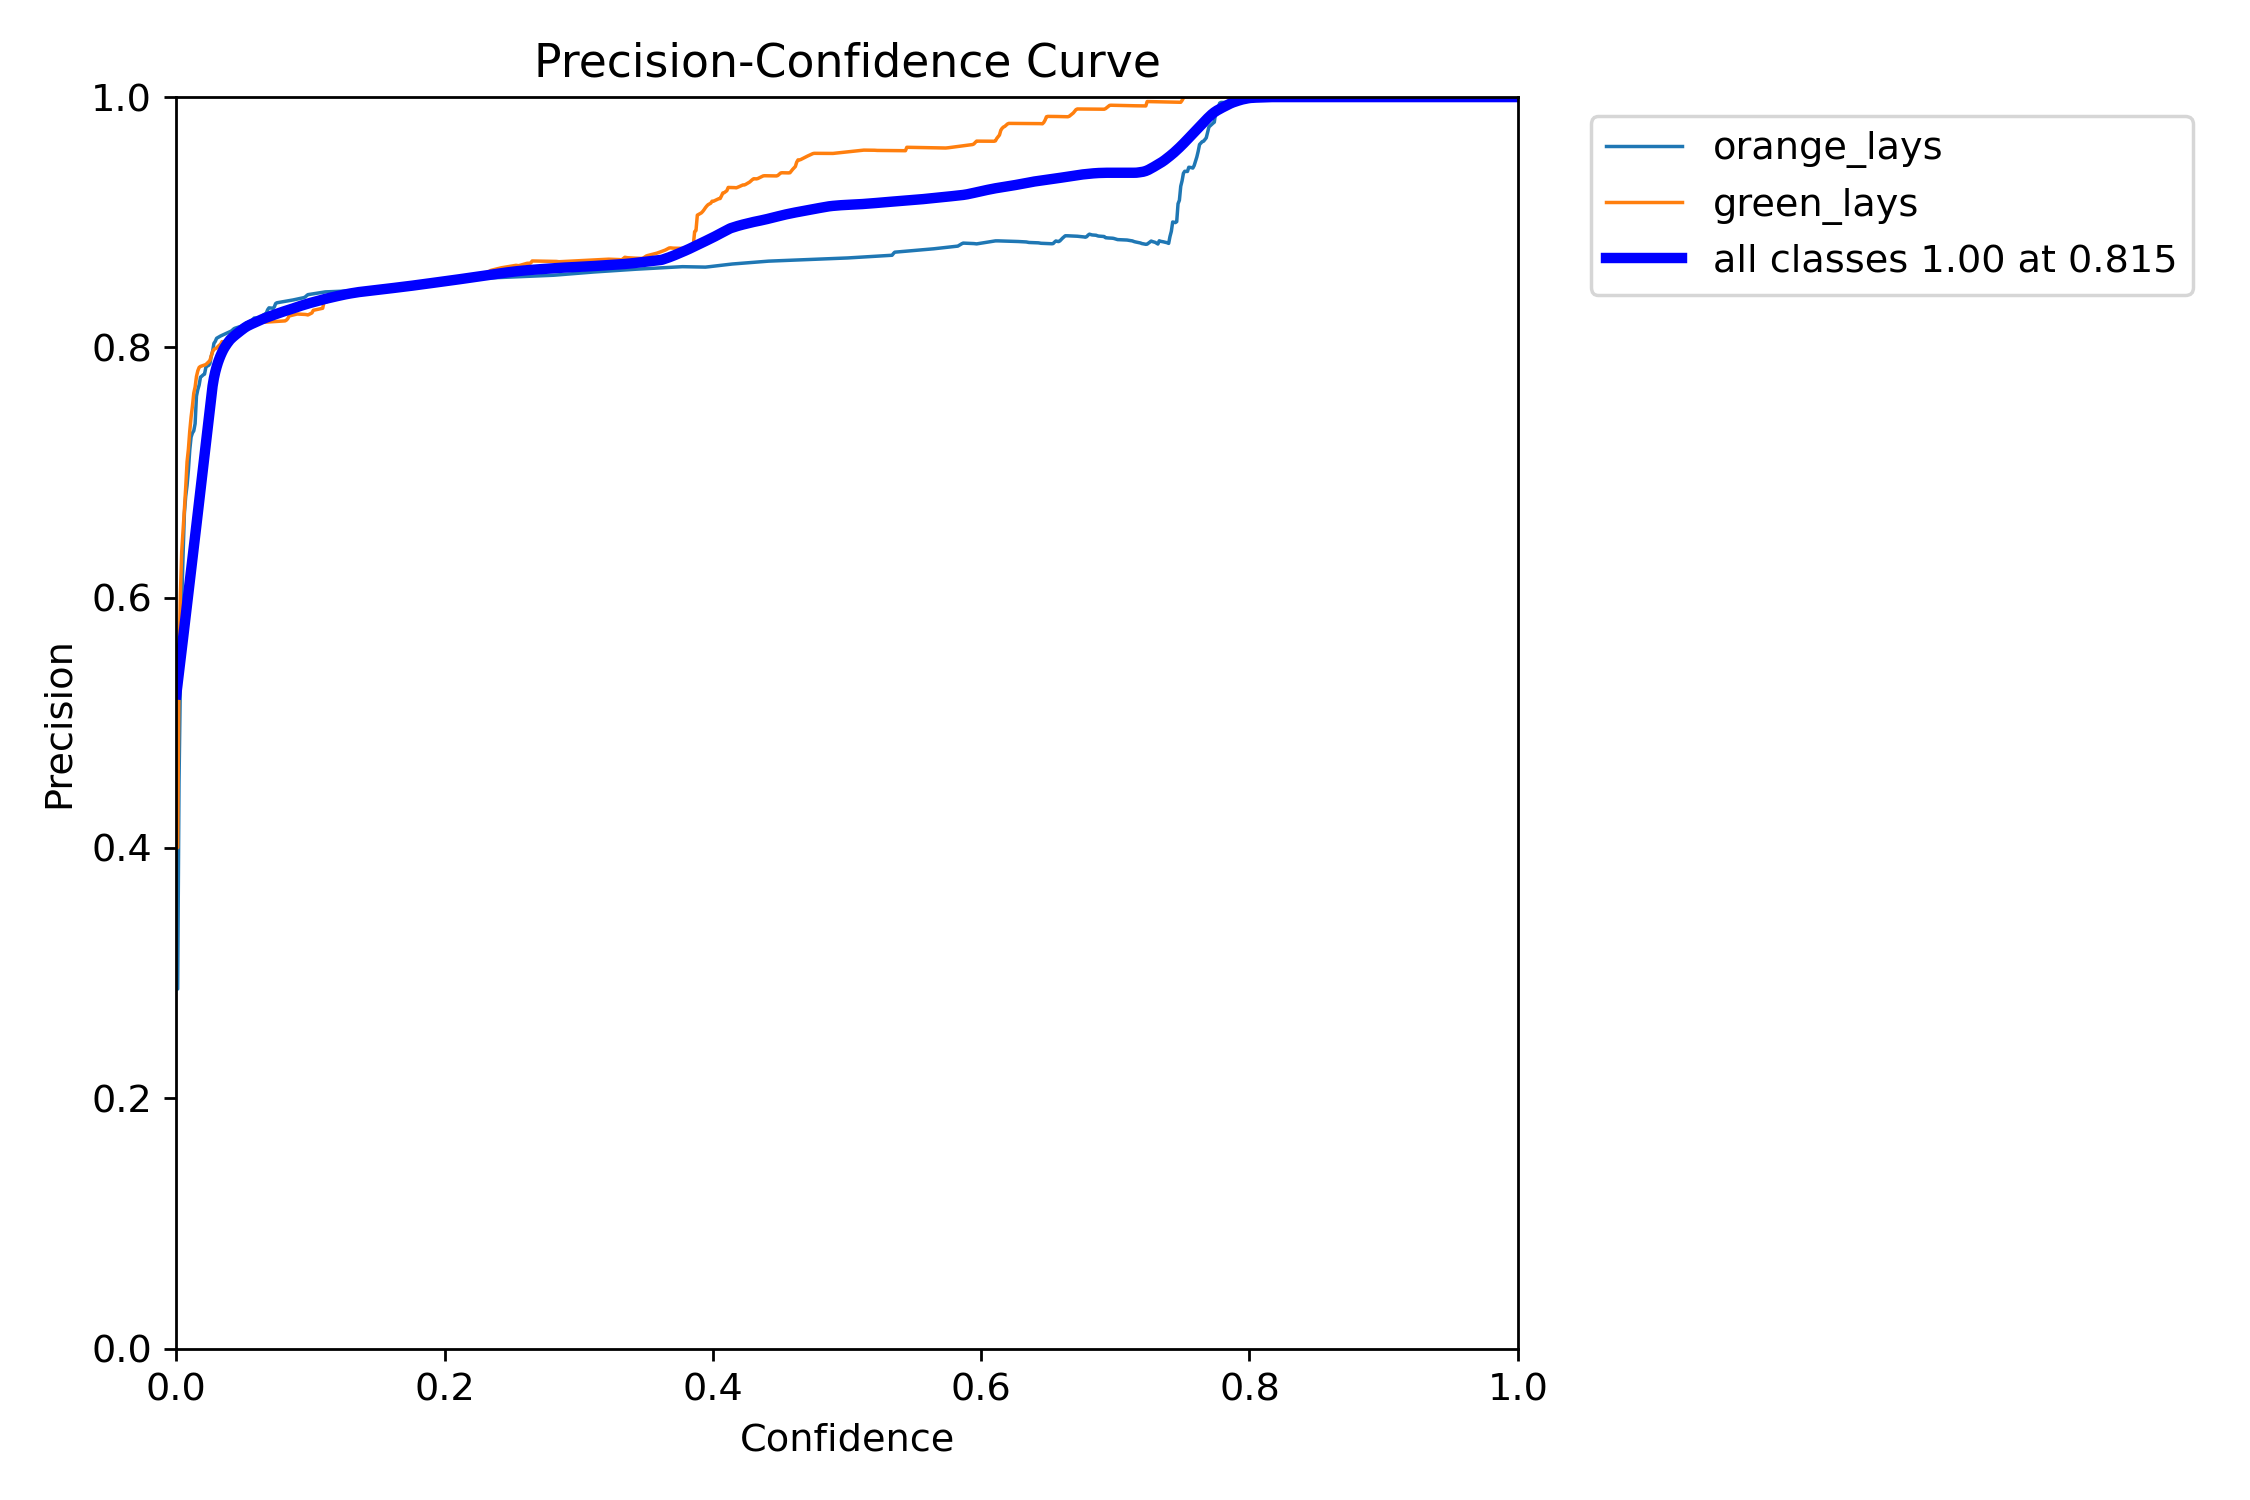 Precision-Confidence Curve
1.0
0.8
0.6
0.4
0.2
0.0
Precision
0.0 0.2 0.4 0.6 0.8 1.0
Confidence
orange_lays
green_lays
all classes 1.00 at 0.815